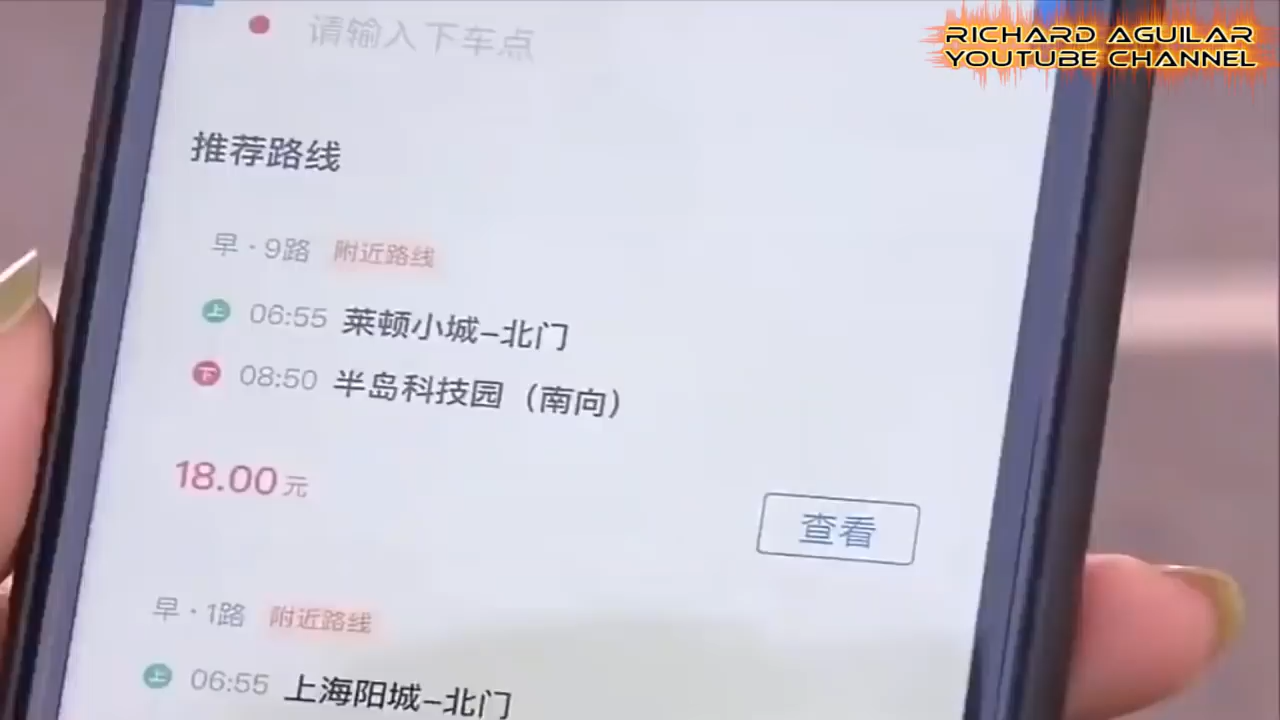 RICHARD AGUILAR
YOUTUBE CHANNEL
请输入下车点
推荐路线
早·9路 附近路线
上 06:55 莱顿小城-北门
下 08:50 半岛科技园（南向）
18.00元
查看
早·1路 附近路线
上 06:55 上海阳城-北门